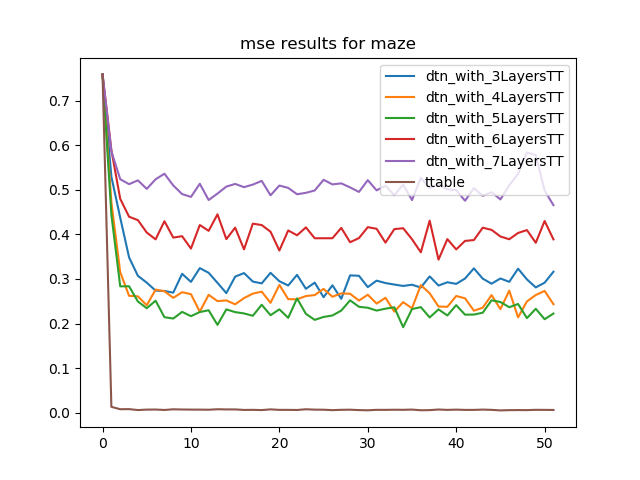 mse results for maze
dtn_with_3LayersTT
dtn_with_4LayersTT
dtn_with_5LayersTT
dtn_with_6LayersTT
dtn_with_7LayersTT
ttable
0.7
0.6
0.5
0.4
0.3
0.2
0.1
0.0
0 10 20 30 40 50